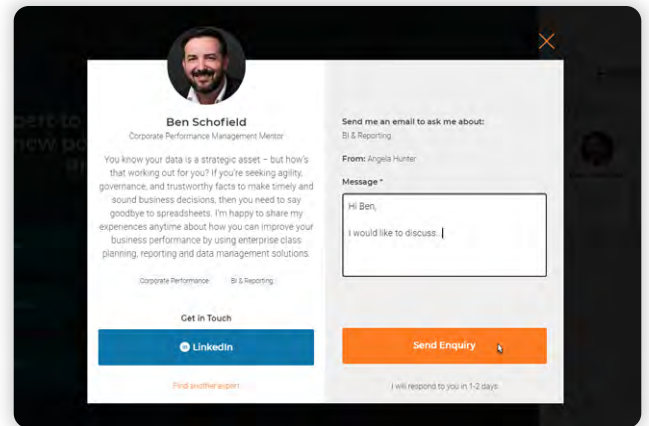 Ben Schofield
Corporate Performance Management Mentor
You know your data is a strategic asset – but how's
that working out for you? If you're seeking agility,
governance, and trustworthy facts to make timely and
sound business decisions, then you need to say
goodbye to spreadsheets. I'm happy to share my
experiences anytime about how you can improve your
business performance by using enterprise class
planning, reporting and data management solutions.
Corporate Performance BI & Reporting
Get in Touch
LinkedIn
Find another expert
Send me an email to ask me about:
BI & Reporting
From: Angela Hunter
Message *
Hi Ben,
I would like to discuss..
Send Enquiry
I will respond to you in 1-2 days